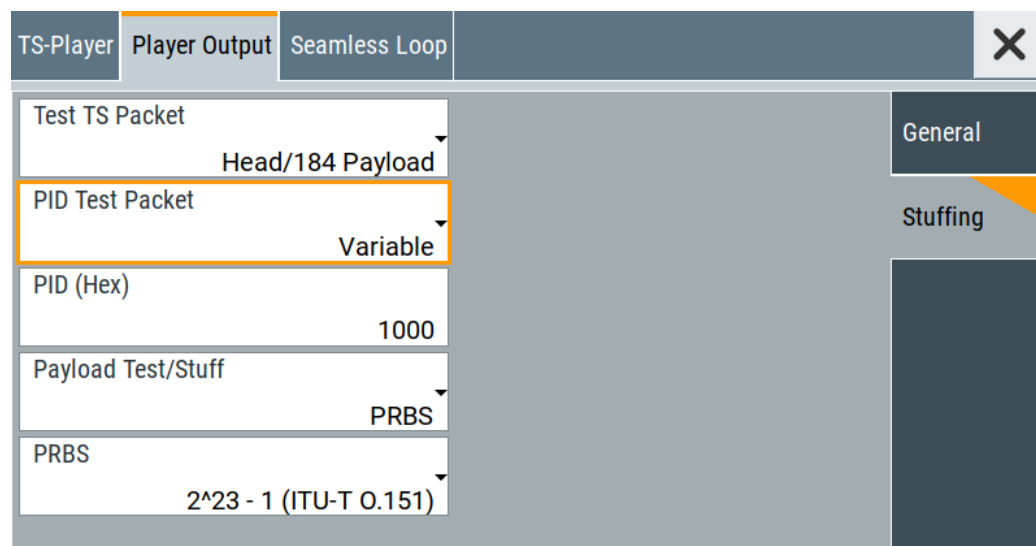 TS-Player Player Output Seamless Loop
Test TS Packet
Head/184 Payload
PID Test Packet
Variable
PID (Hex)
1000
Payload Test/Stuff
PRBS
PRBS
2^23 - 1 (ITU-T O.151)
General
Stuffing